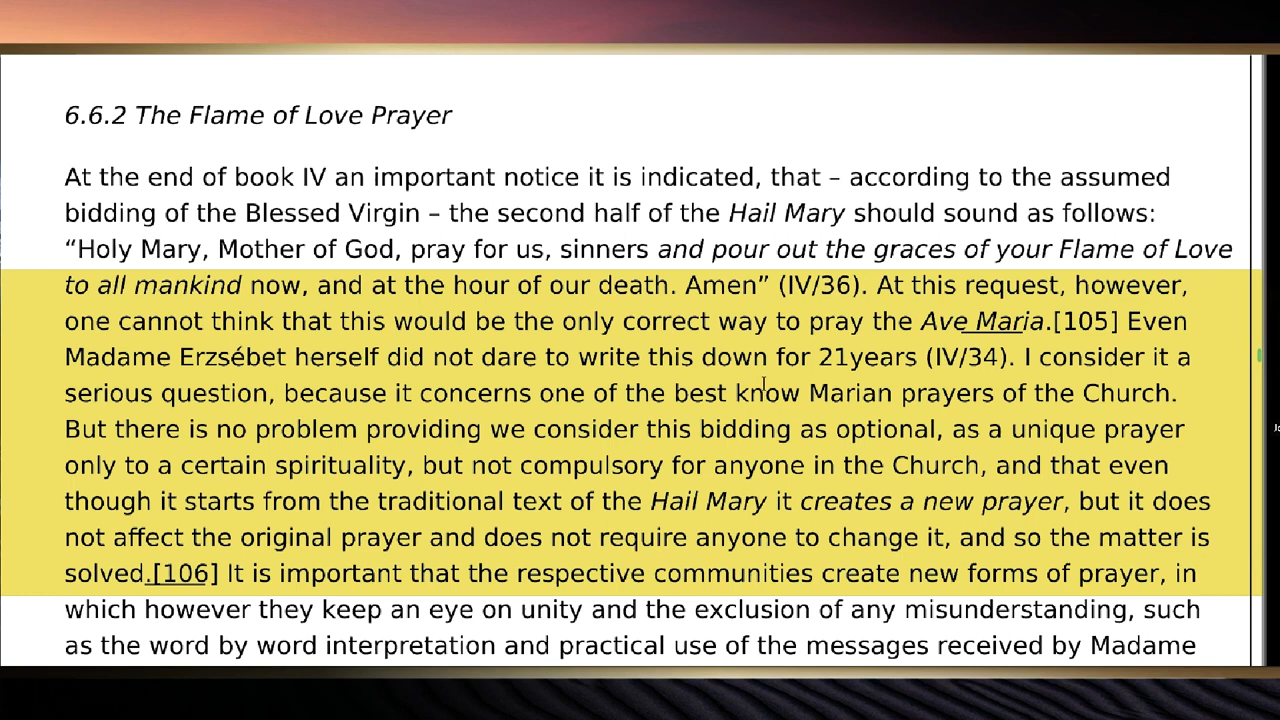 6.6.2 The Flame of Love Prayer
At the end of book IV an important notice it is indicated, that – according to the assumed
bidding of the Blessed Virgin – the second half of the Hail Mary should sound as follows:
“Holy Mary, Mother of God, pray for us, sinners and pour out the graces of your Flame of Love
to all mankind now, and at the hour of our death. Amen” (IV/36). At this request, however,
one cannot think that this would be the only correct way to pray the Ave Maria.[105] Even
Madame Erzsébet herself did not dare to write this down for 21years (IV/34). I consider it a
serious question, because it concerns one of the best know Marian prayers of the Church.
But there is no problem providing we consider this bidding as optional, as a unique prayer
only to a certain spirituality, but not compulsory for anyone in the Church, and that even
though it starts from the traditional text of the Hail Mary it creates a new prayer, but it does
not affect the original prayer and does not require anyone to change it, and so the matter is
solved.[106] It is important that the respective communities create new forms of prayer, in
which however they keep an eye on unity and the exclusion of any misunderstanding, such
as the word by word interpretation and practical use of the messages received by Madame